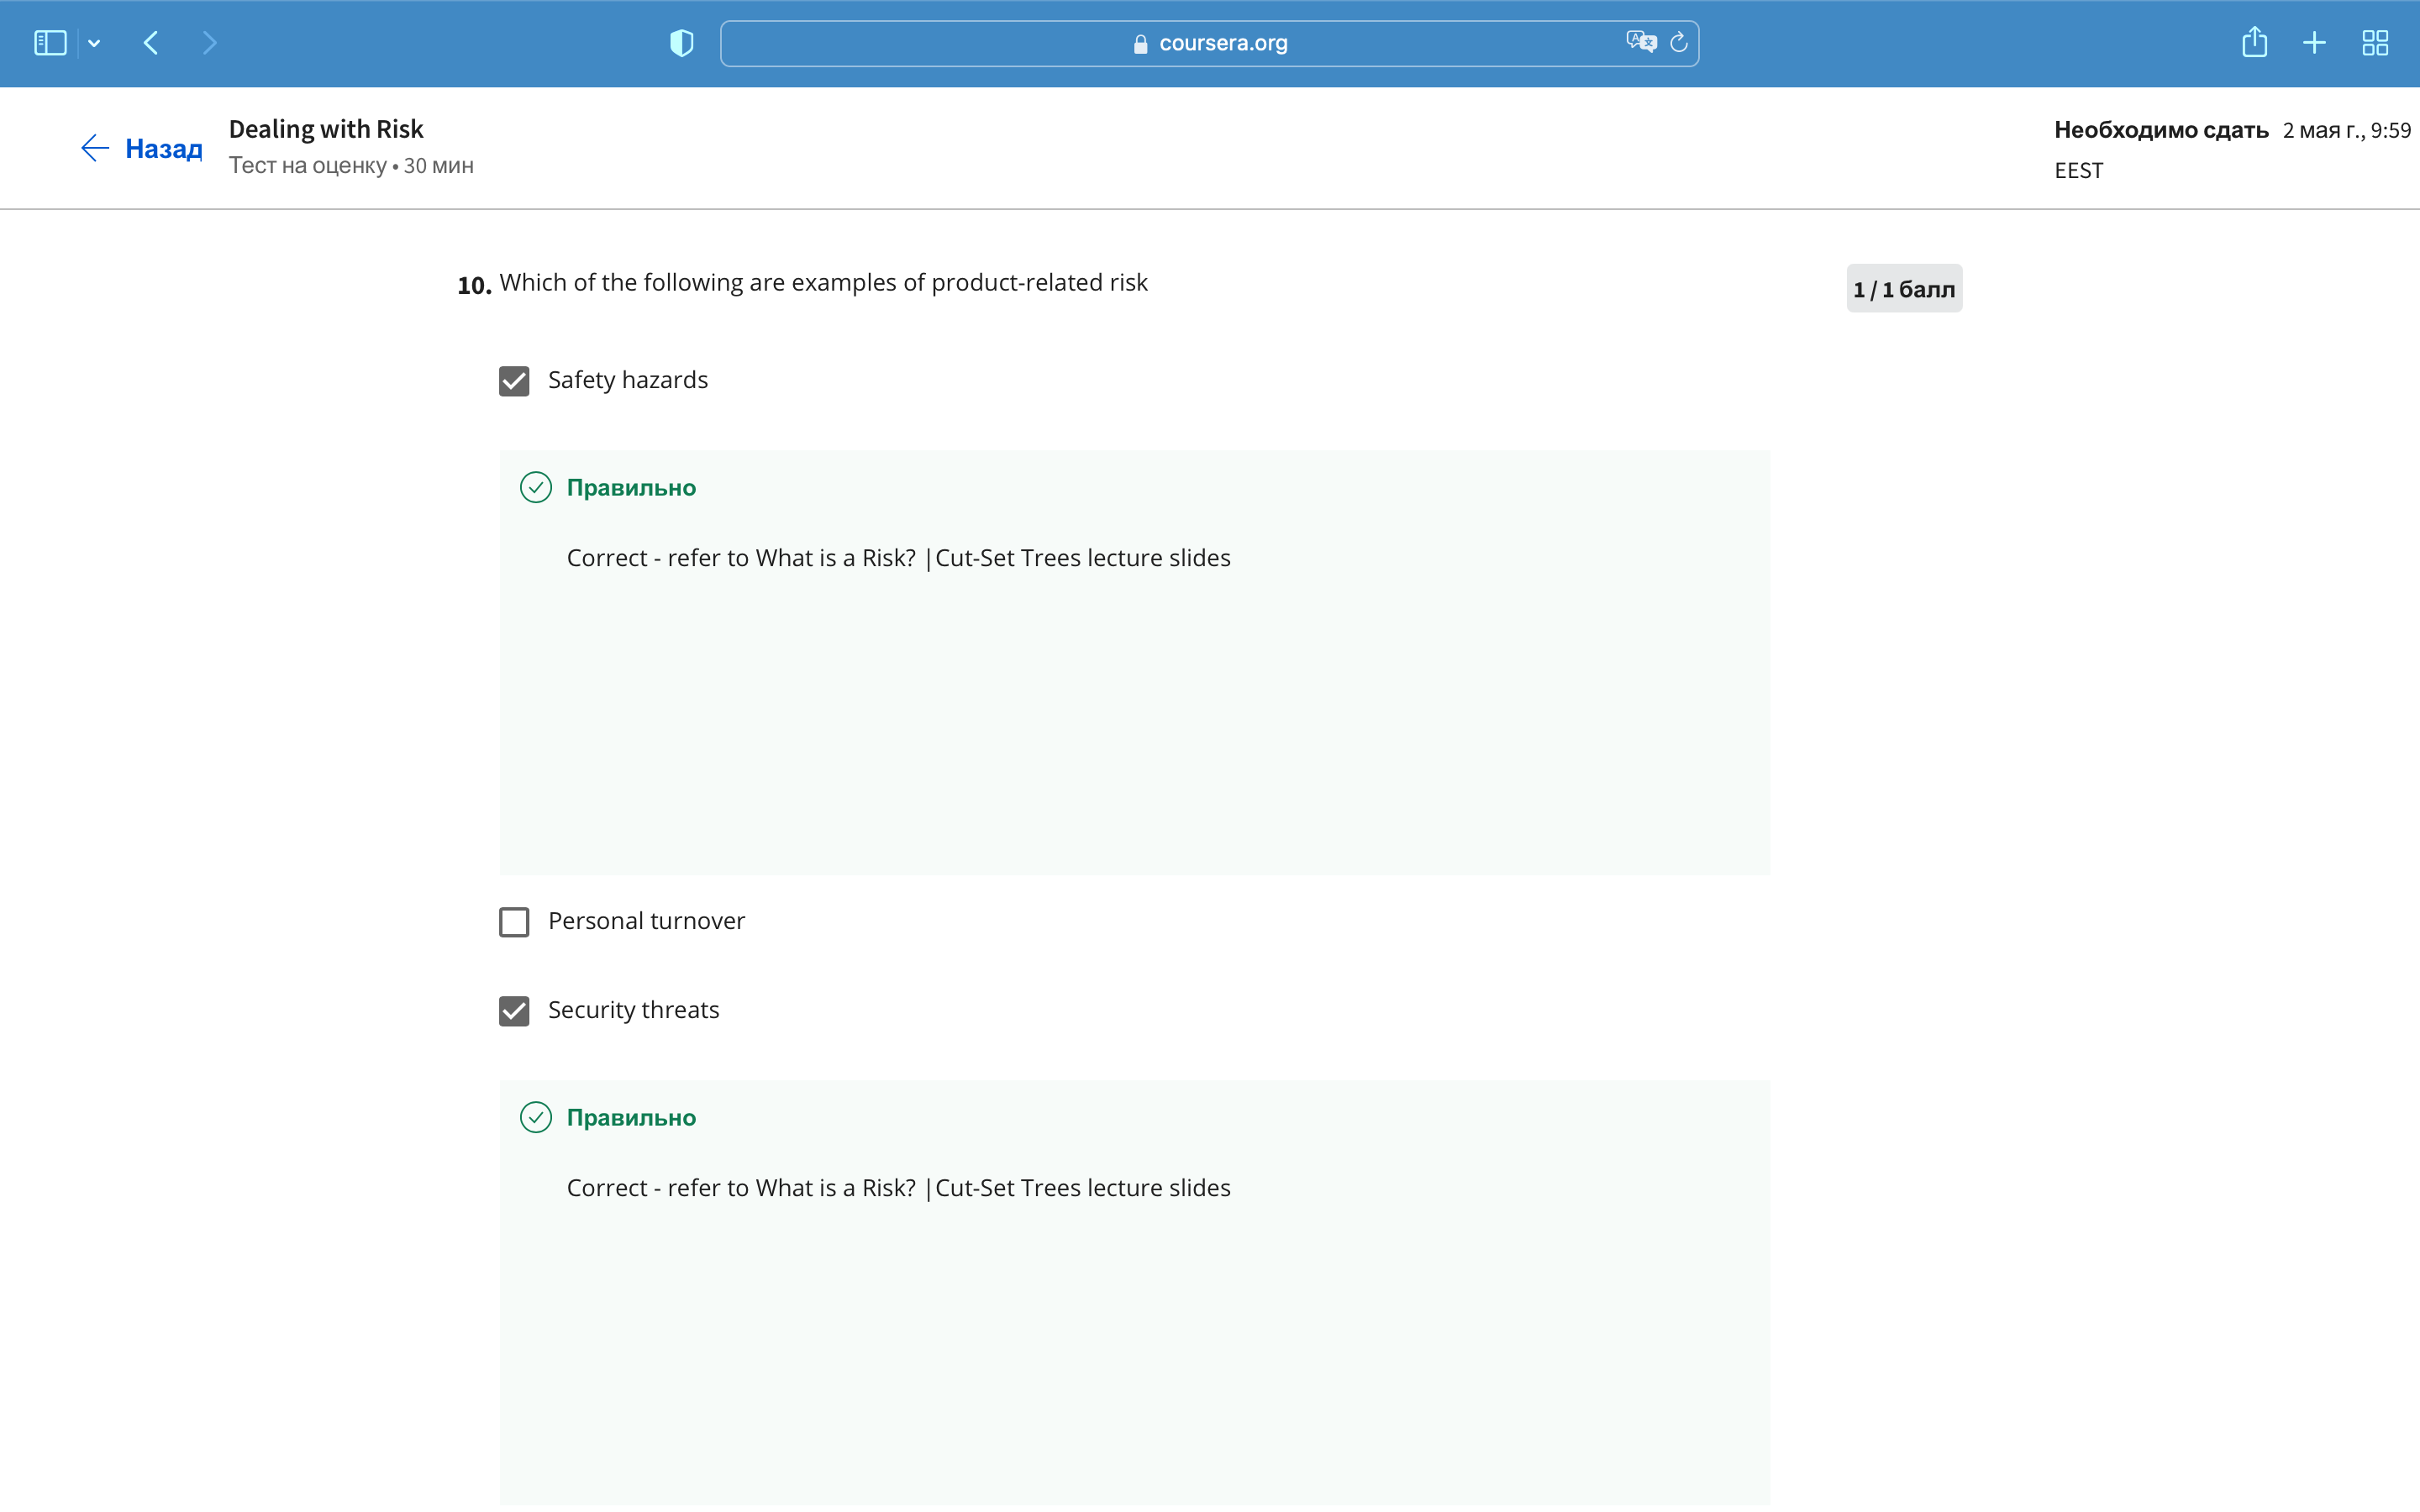 coursera.org
Назад
Dealing with Risk
Тест на оценку • 30 мин
Необходимо сдать 2 мая г., 9:59
EEST
10. Which of the following are examples of product-related risk
1 / 1 балл
Safety hazards
Правильно
Correct - refer to What is a Risk? |Cut-Set Trees lecture slides
Personal turnover
Security threats
Правильно
Correct - refer to What is a Risk? |Cut-Set Trees lecture slides